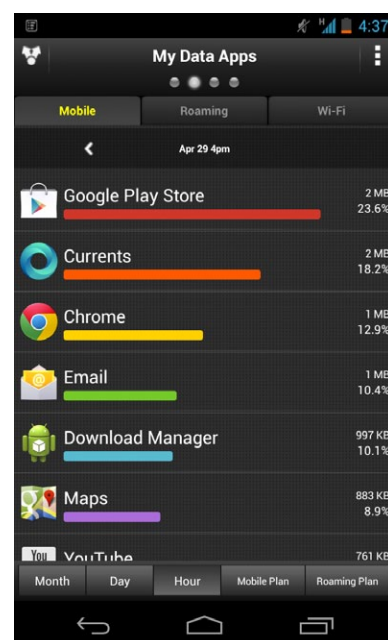 H 4:37
My Data Apps
Mobile Roaming Wi-Fi
Apr 29 4pm
Google Play Store 2 MB
23.6%
Currents 2 MB
18.2%
Chrome 1 MB
12.9%
@
Email 1 MB
10.4%
Download Manager 997 KB
10.1%
Maps 883 KB
8.9%
You YouTube 761 KB
Month Day Hour Mobile Plan Roaming Plan